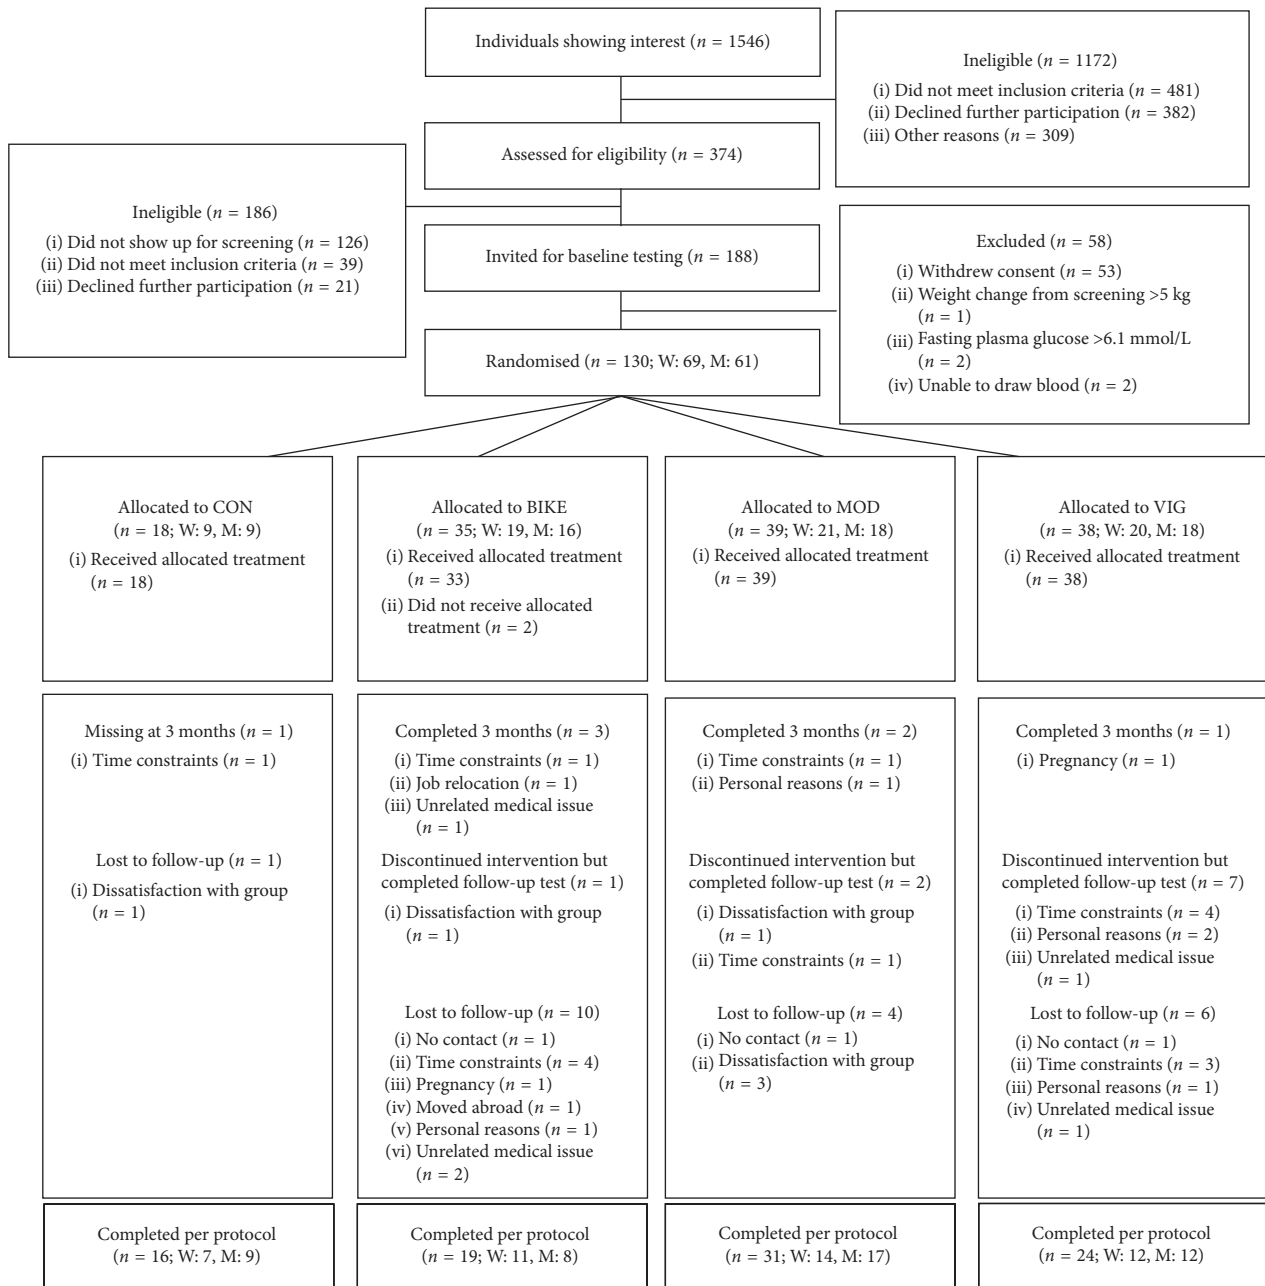 Individuals showing interest (n = 1546)
Ineligible (n = 1172)
(i) Did not meet inclusion criteria (n = 481)
(ii) Declined further participation (n = 382)
(iii) Other reasons (n = 309)
Assessed for eligibility (n = 374)
Ineligible (n = 186)
(i) Did not show up for screening (n = 126)
(ii) Did not meet inclusion criteria (n = 39)
(iii) Declined further participation (n = 21)
Invited for baseline testing (n = 188)
Excluded (n = 58)
(i) Withdrew consent (n = 53)
(ii) Weight change from screening >5 kg
(n = 1)
(iii) Fasting plasma glucose >6.1 mmol/L
(n = 2)
(iv) Unable to draw blood (n = 2)
Randomised (n = 130; W: 69, M: 61)
Allocated to CON
(n = 18; W: 9, M: 9)
(i) Received allocated treatment
(n = 18)
Allocated to BIKE
(n = 35; W: 19, M: 16)
(i) Received allocated treatment
(n = 33)
(ii) Did not receive allocated
treatment (n = 2)
Allocated to MOD
(n = 39; W: 21, M: 18)
(i) Received allocated treatment
(n = 39)
Allocated to VIG
(n = 38; W: 20, M: 18)
(i) Received allocated treatment
(n = 38)
Missing at 3 months (n = 1)
(i) Time constraints (n = 1)
Lost to follow-up (n = 1)
(i) Dissatisfaction with group
(n = 1)
Completed 3 months (n = 3)
(i) Time constraints (n = 1)
(ii) Job relocation (n = 1)
(iii) Unrelated medical issue
(n = 1)
Discontinued intervention but
completed follow-up test (n = 1)
(i) Dissatisfaction with group
(n = 1)
Lost to follow-up (n = 10)
(i) No contact (n = 1)
(ii) Time constraints (n = 4)
(iii) Pregnancy (n = 1)
(iv) Moved abroad (n = 1)
(v) Personal reasons (n = 1)
(vi) Unrelated medical issue
(n = 2)
Completed 3 months (n = 2)
(i) Time constraints (n = 1)
(ii) Personal reasons (n = 1)
Discontinued intervention but
completed follow-up test (n = 2)
(i) Dissatisfaction with group
(n = 1)
(ii) Time constraints (n = 1)
Lost to follow-up (n = 4)
(i) No contact (n = 1)
(ii) Dissatisfaction with group
(n = 3)
Completed 3 months (n = 1)
(i) Pregnancy (n = 1)
Discontinued intervention but
completed follow-up test (n = 7)
(i) Time constraints (n = 4)
(ii) Personal reasons (n = 2)
(iii) Unrelated medical issue
(n = 1)
Lost to follow-up (n = 6)
(i) No contact (n = 1)
(ii) Time constraints (n = 3)
(iii) Personal reasons (n = 1)
(iv) Unrelated medical issue
(n = 1)
Completed per protocol
(n = 16; W: 7, M: 9)
Completed per protocol
(n = 19; W: 11, M: 8)
Completed per protocol
(n = 31; W: 14, M: 17)
Completed per protocol
(n = 24; W: 12, M: 12)